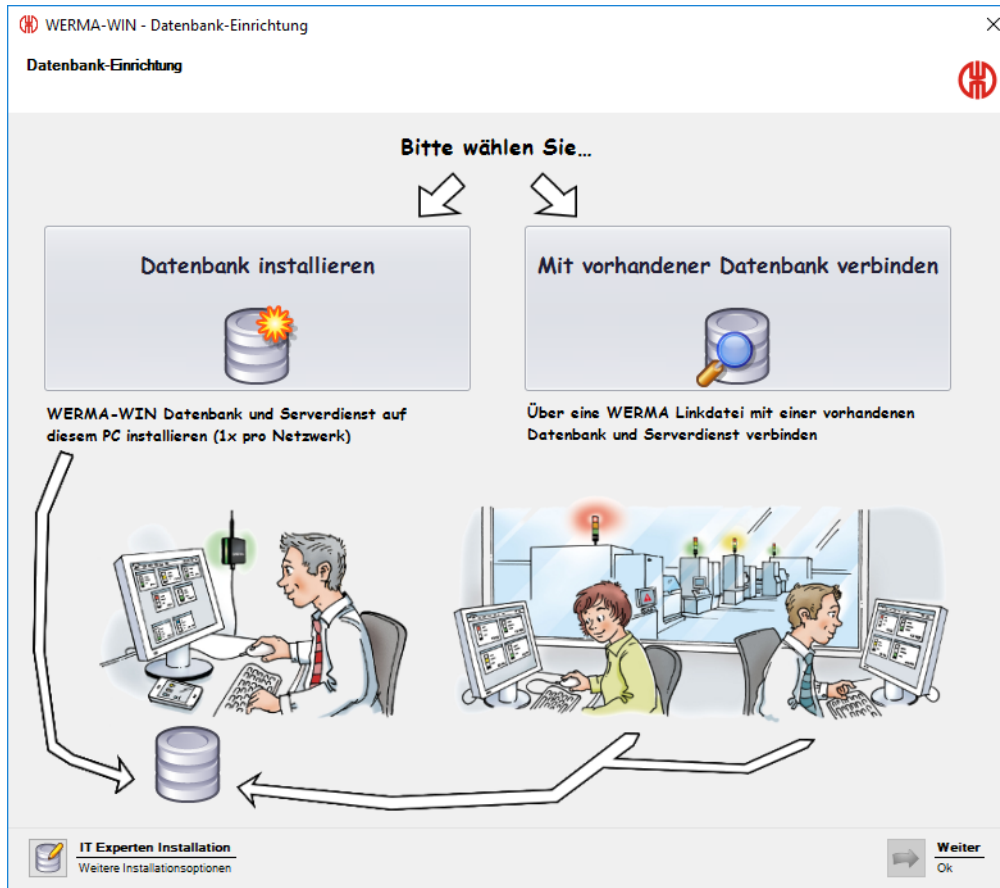 WERMA-WIN - Datenbank-Einrichtung
Datenbank-Einrichtung
Bitte wählen Sie...
Datenbank installieren
Mit vorhandener Datenbank verbinden
WERMA-WIN Datenbank und Serverdienst auf
diesem PC installieren (1x pro Netzwerk)
Über eine WERMA Linkdatei mit einer vorhandenen
Datenbank und Serverdienst verbinden
IT Experten Installation
Weitere Installationsoptionen
Weiter
Ok